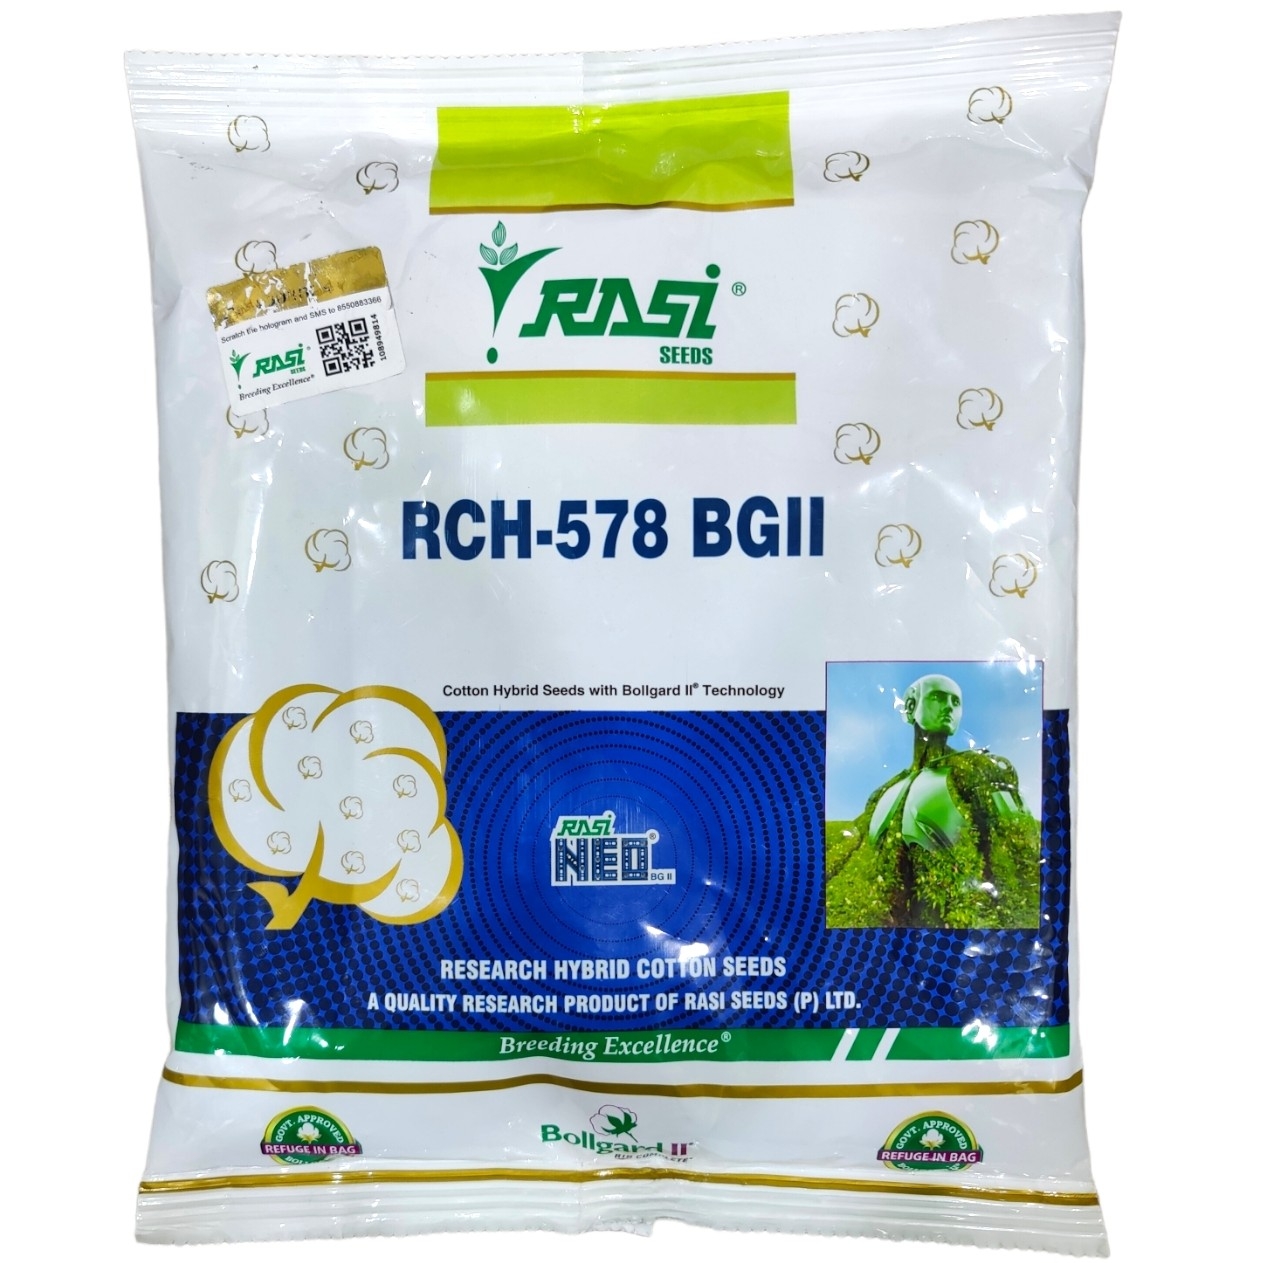 RASI ®
SEEDS
Scratch the hologram and SMS to 8550883366
RASI ®
SEEDS
Breeding Excellence®
108949814
RCH-578 BGII
Cotton Hybrid Seeds with Bollgard II® Technology
RASI
NEO ®
BG II
RESEARCH HYBRID COTTON SEEDS
A QUALITY RESEARCH PRODUCT OF RASI SEEDS (P) LTD.
Breeding Excellence®
GOVT. APPROVED
REFUGE IN BAG
Bollgard II
GOVT. APPROVED
REFUGE IN BAG